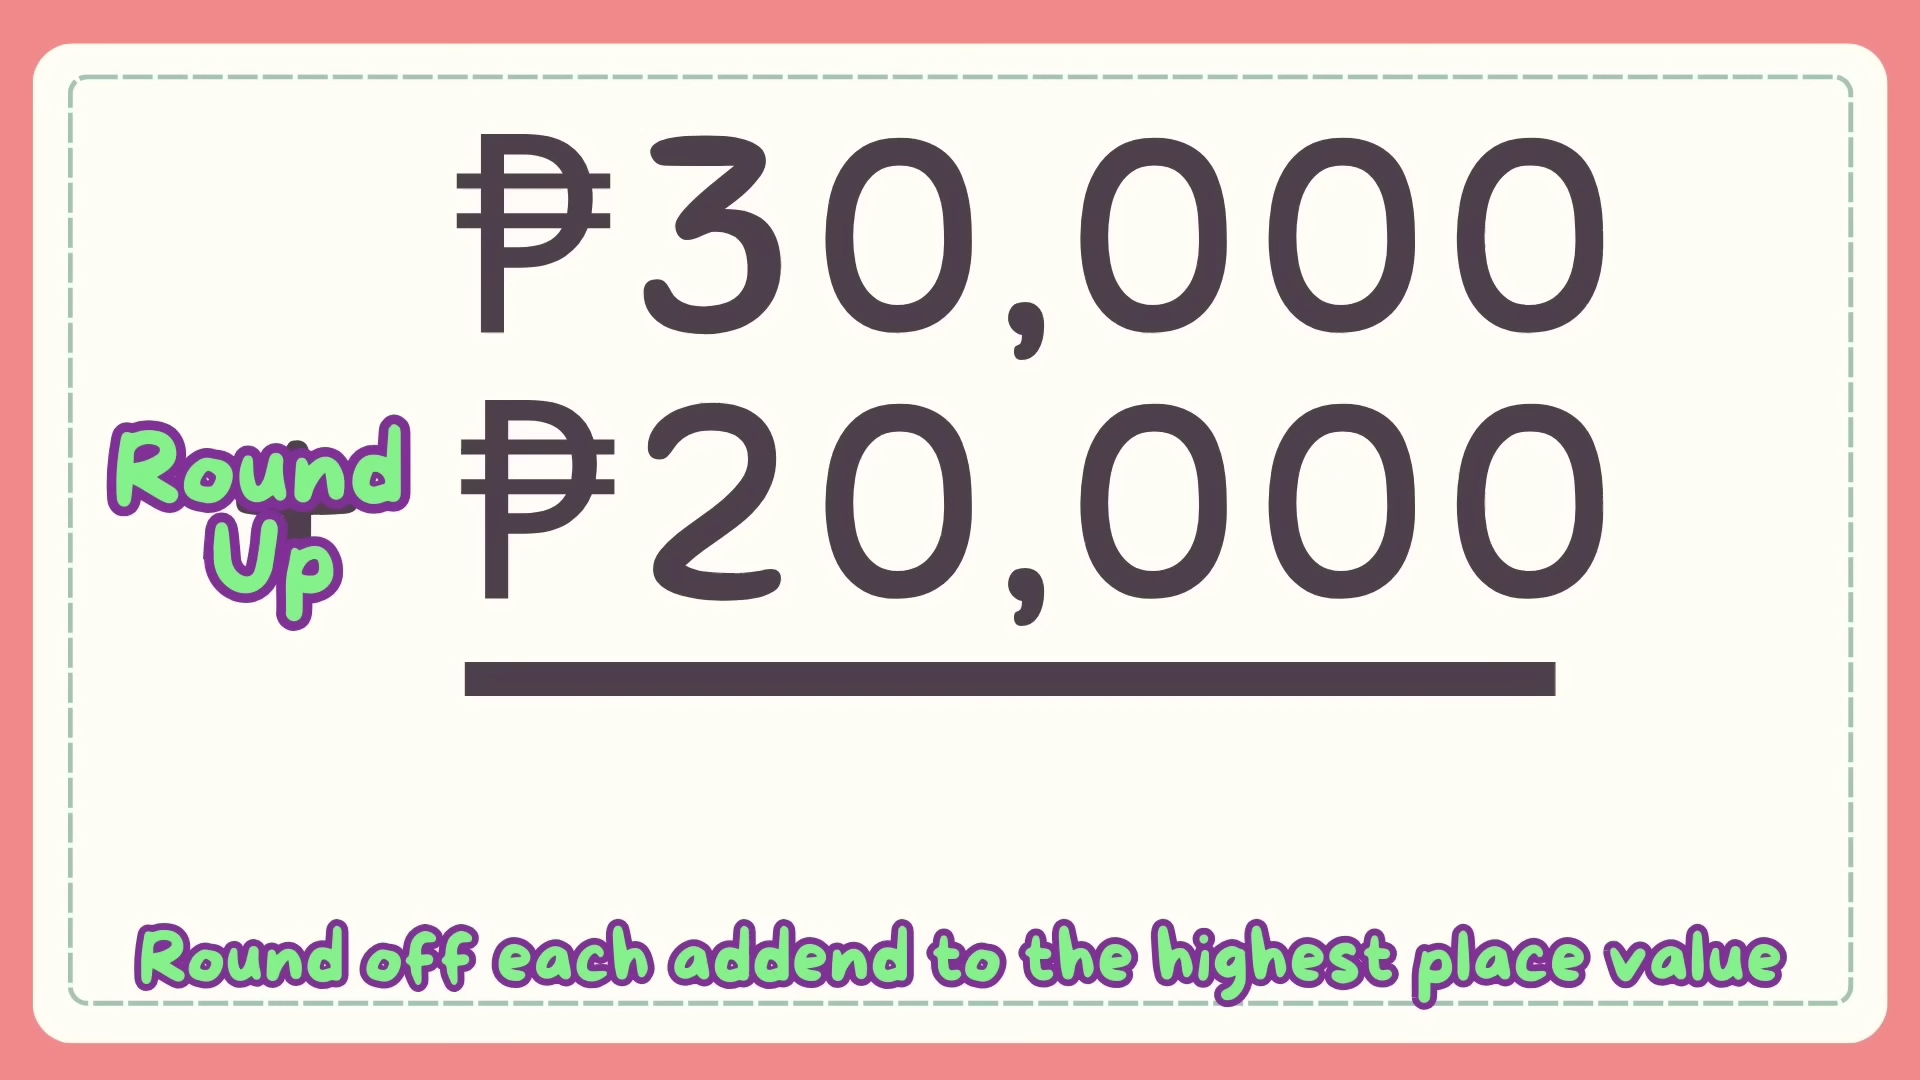 ₱30,000
Round
Up
+
₱20,000
Round off each addend to the highest place value